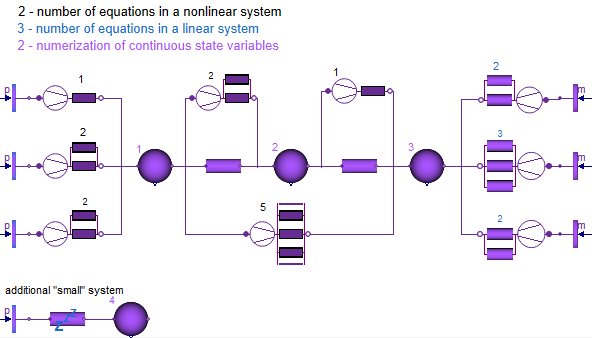 2 - number of equations in a nonlinear system
3 - number of equations in a linear system
2 - numerization of continuous state variables
p 1 2 1 2 m
p 2 1 2 3 3 m
p 2 5 2 m
additional "small" system
p z z 4